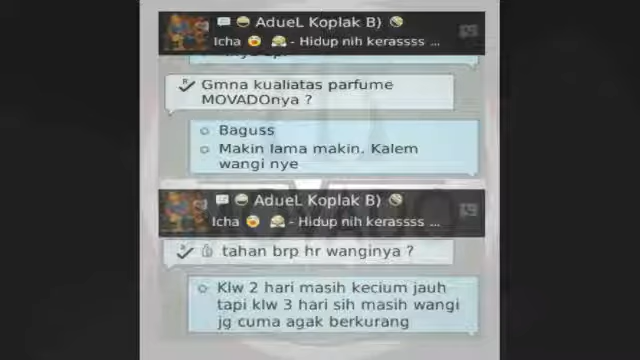 AdueL Koplak B)
Icha - Hidup nih kerassss ...
Gmna kualiatas parfume
MOVADOnya ?
Baguss
Makin lama makin. Kalem
wangi nye
AdueL Koplak B)
Icha - Hidup nih kerassss ...
tahan brp hr wanginya ?
Klw 2 hari masih kecium jauh
tapi klw 3 hari sih masih wangi
jg cuma agak berkurang